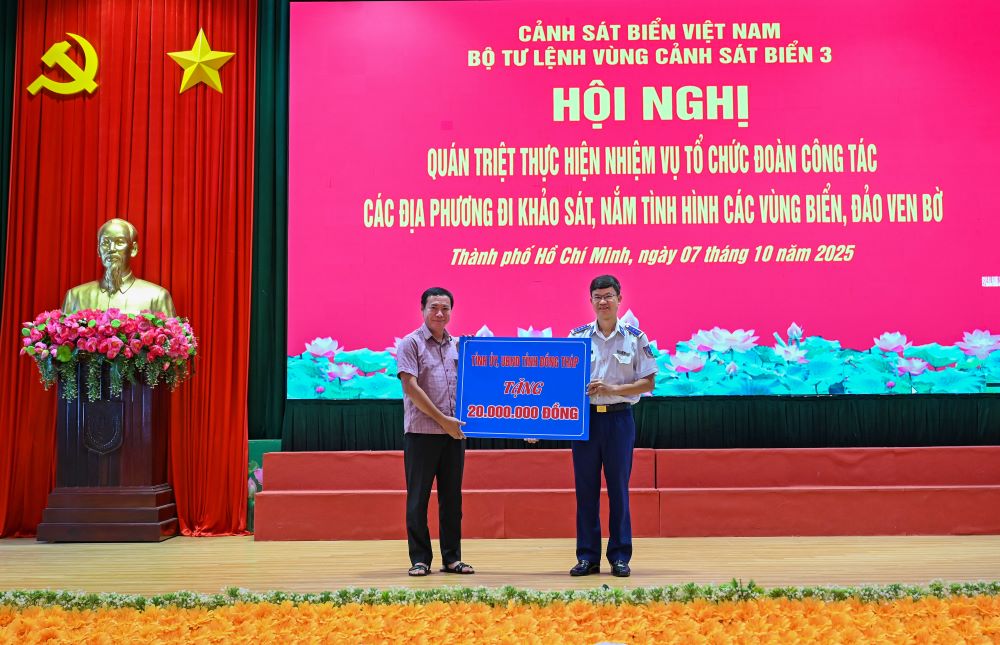 CẢNH SÁT BIỂN VIỆT NAM
BỘ TƯ LỆNH VÙNG CẢNH SÁT BIỂN 3
HỘI NGHỊ
QUÁN TRIỆT THỰC HIỆN NHIỆM VỤ TỔ CHỨC ĐOÀN CÔNG TÁC
CÁC ĐỊA PHƯƠNG ĐI KHẢO SÁT, NẮM TÌNH HÌNH CÁC VÙNG BIỂN, ĐẢO VEN BỜ
Thành phố Hồ Chí Minh, ngày 07 tháng 10 năm 2025
TỈNH ỦY, UBND TỈNH ĐỒNG THÁP
TẶNG
20.000.000 ĐỒNG